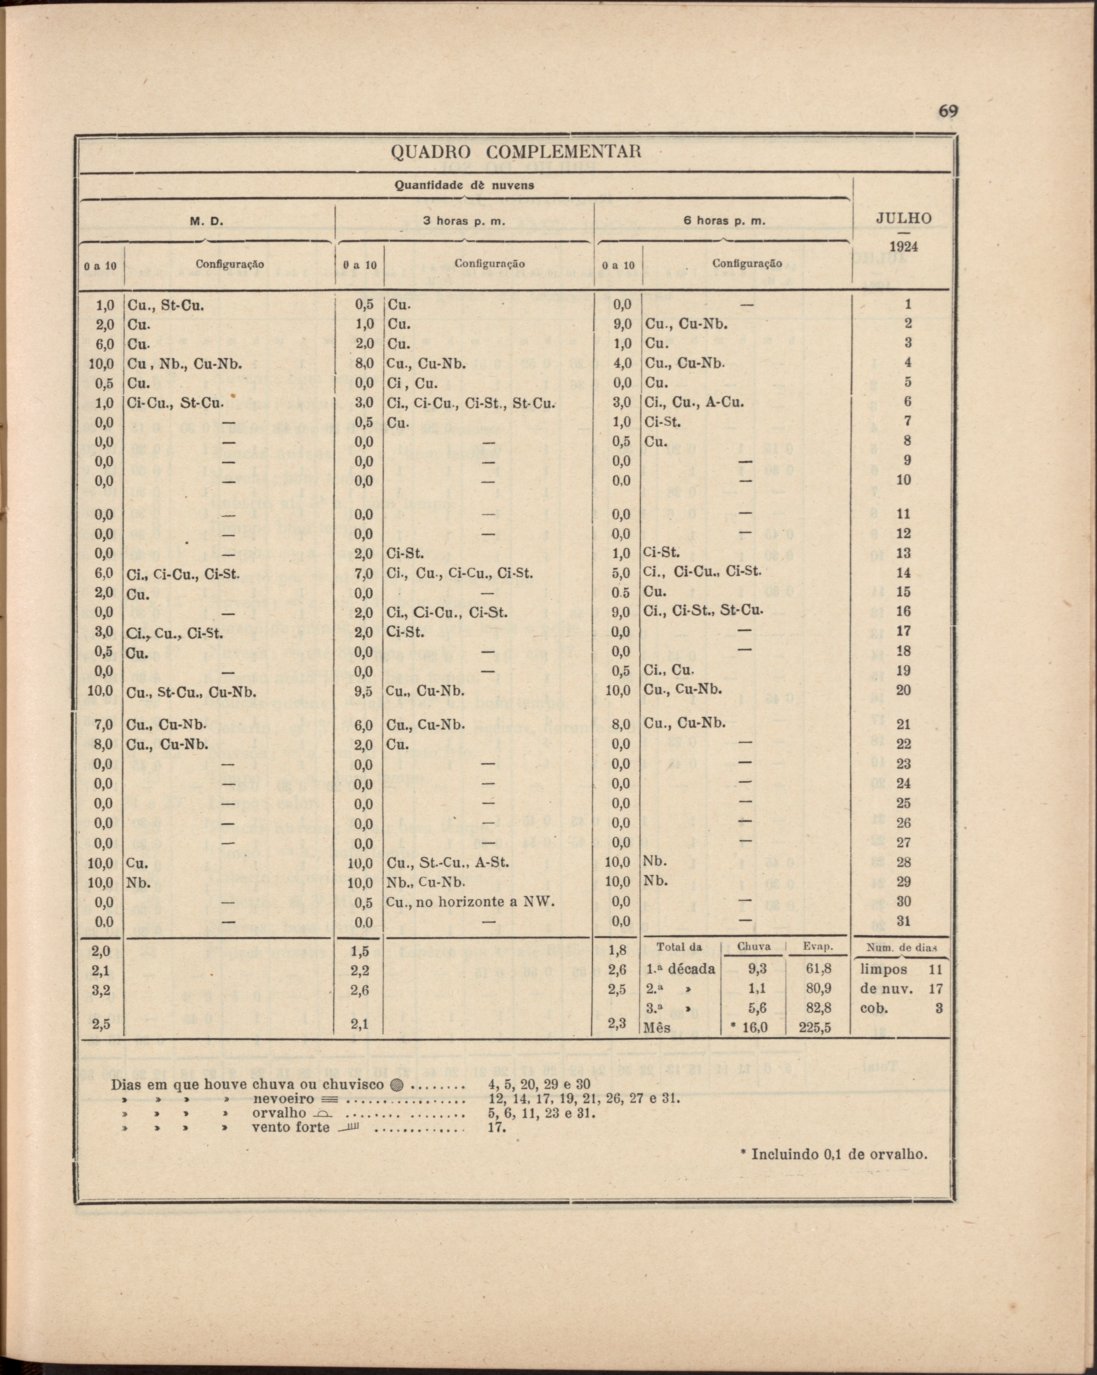 69
QUADRO COMPLEMENTAR
Quantidade de nuvens
M. D. 3 horas p. m. 6 horas p. m. JULHO
1924
0 a 10 Configuração 0 a 10 Configuração 0 a 10 Configuração
1,0 Cu., St-Cu. 0,5 Cu. 0,0 — 1
2,0 Cu. 1,0 Cu. 9,0 Cu., Cu-Nb. 2
6,0 Cu. 2,0 Cu. 1,0 Cu. 3
10,0 Cu, Nb., Cu-Nb. 8,0 Cu., Cu-Nb. 4,0 Cu., Cu-Nb. 4
0,5 Cu. 0,0 Ci, Cu. 0,0 Cu. 5
1,0 Ci-Cu., St-Cu. 3,0 Ci., Ci-Cu., Ci-St., St-Cu. 3,0 Ci., Cu., A-Cu. 6
0,0 — 0,5 Cu. 1,0 Ci-St. 7
0,0 — 0,0 — 0,5 Cu. 8
0,0 — 0,0 — 0,0 — 9
0,0 — 0,0 — 0.0 — 10
0,0 — 0,0 — 0,0 — 11
0,0 — 0,0 — 0,0 — 12
0,0 — 2,0 Ci-St. 1,0 Ci-St. 13
6,0 Ci., Ci-Cu., Ci-St. 7,0 Ci., Cu., Ci-Cu., Ci-St. 5,0 Ci., Ci-Cu., Ci-St. 14
2,0 Cu. 0,0 — 0 5 Cu. 15
0,0 — 2,0 Ci., Ci-Cu., Ci-St. 9,0 Ci., Ci-St., St-Cu. 16
3,0 Ci., Cu., Ci-St. 2,0 Ci-St. 0,0 — 17
0,5 Cu. 0,0 — 0,0 — 18
0,0 — 0,0 — 0,5 Ci., Cu. 19
10,0 Cu., St-Cu., Cu-Nb. 9,5 Cu., Cu-Nb. 10,0 Cu., Cu-Nb. 20
7,0 Cu., Cu-Nb. 6,0 Cu., Cu-Nb. 8,0 Cu., Cu-Nb. 21
8,0 Cu., Cu-Nb. 2,0 Cu. 0,0 — 22
0,0 — 0,0 — 0,0 — 23
0,0 — 0,0 — 0,0 — 24
0,0 — 0,0 — 0,0 — 25
0,0 — 0,0 — 0,0 — 26
0,0 — 0,0 — 0,0 — 27
10,0 Cu. 10,0 Cu., St.-Cu., A-St. 10,0 Nb. 28
10,0 Nb. 10,0 Nb., Cu-Nb. 10,0 Nb. 29
0,0 — 0,5 Cu., no horizonte a NW. 0,0 — 30
0.0 — 0.0 — 0,0 — 31
2,0 1,5 1,8 Total da Chuva Evap. Num. de dias
2,1 2,2 2,6 1.ª década 9,3 61,8 limpos 11
3,2 2,6 2,5 2.ª » 1,1 80,9 de nuv. 17
3.ª » 5,6 82,8 cob. 3
2,5 2,1 2,3 Mês * 16,0 225,5
Dias em que houve chuva ou chuvisco ........ 4, 5, 20, 29 e 30
» » » » nevoeiro ................. 12, 14, 17, 19, 21, 26, 27 e 31.
» » » » orvalho ........ ........ 5, 6, 11, 23 e 31.
» » » » vento forte ............. 17.
* Incluindo 0,1 de orvalho.